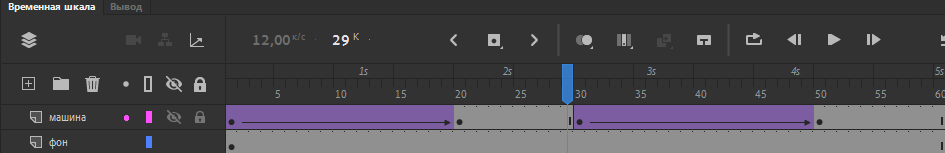 Временная шкала Вывод
12,00 к/с 29 К
1s 2s 3s 4s 5s
5 10 15 20 25 30 35 40 45 50 55 60
машина
фон